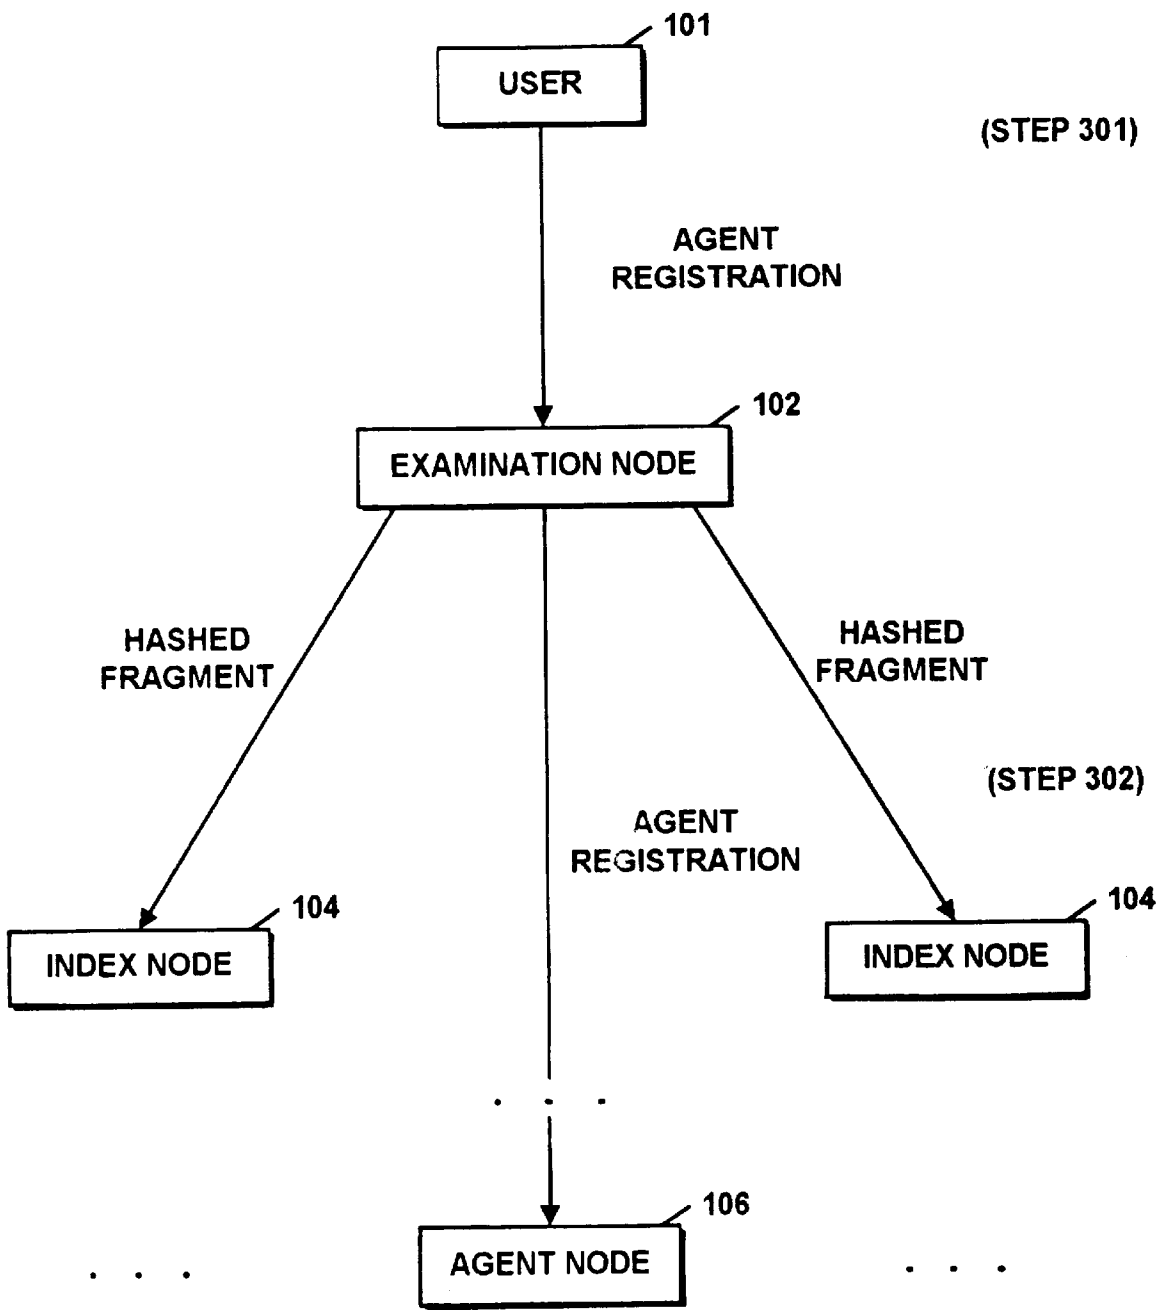 101
USER
(STEP 301)
AGENT
REGISTRATION
102
EXAMINATION NODE
HASHED
FRAGMENT
HASHED
FRAGMENT
(STEP 302)
AGENT
REGISTRATION
104
INDEX NODE
104
INDEX NODE
. . .
106
AGENT NODE
. . .
. . .